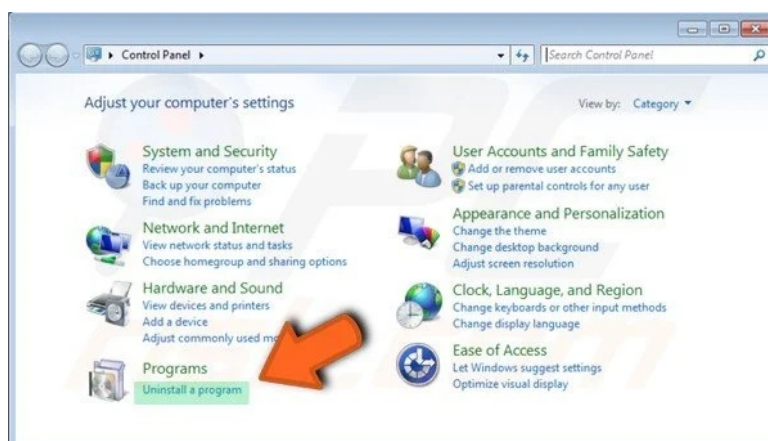 Control Panel
Search Control Panel
Adjust your computer's settings
View by: Category
System and Security
Review your computer's status
Back up your computer
Find and fix problems
Network and Internet
View network status and tasks
Choose homegroup and sharing options
Hardware and Sound
View devices and printers
Add a device
Adjust commonly used
Programs
Uninstall a program
User Accounts and Family Safety
Add or remove user accounts
Set up parental controls for any user
Appearance and Personalization
Change the theme
Change desktop background
Adjust screen resolution
Clock, Language, and Region
Change keyboards or other input methods
Change display language
Ease of Access
Let Windows suggest settings
Optimize visual display